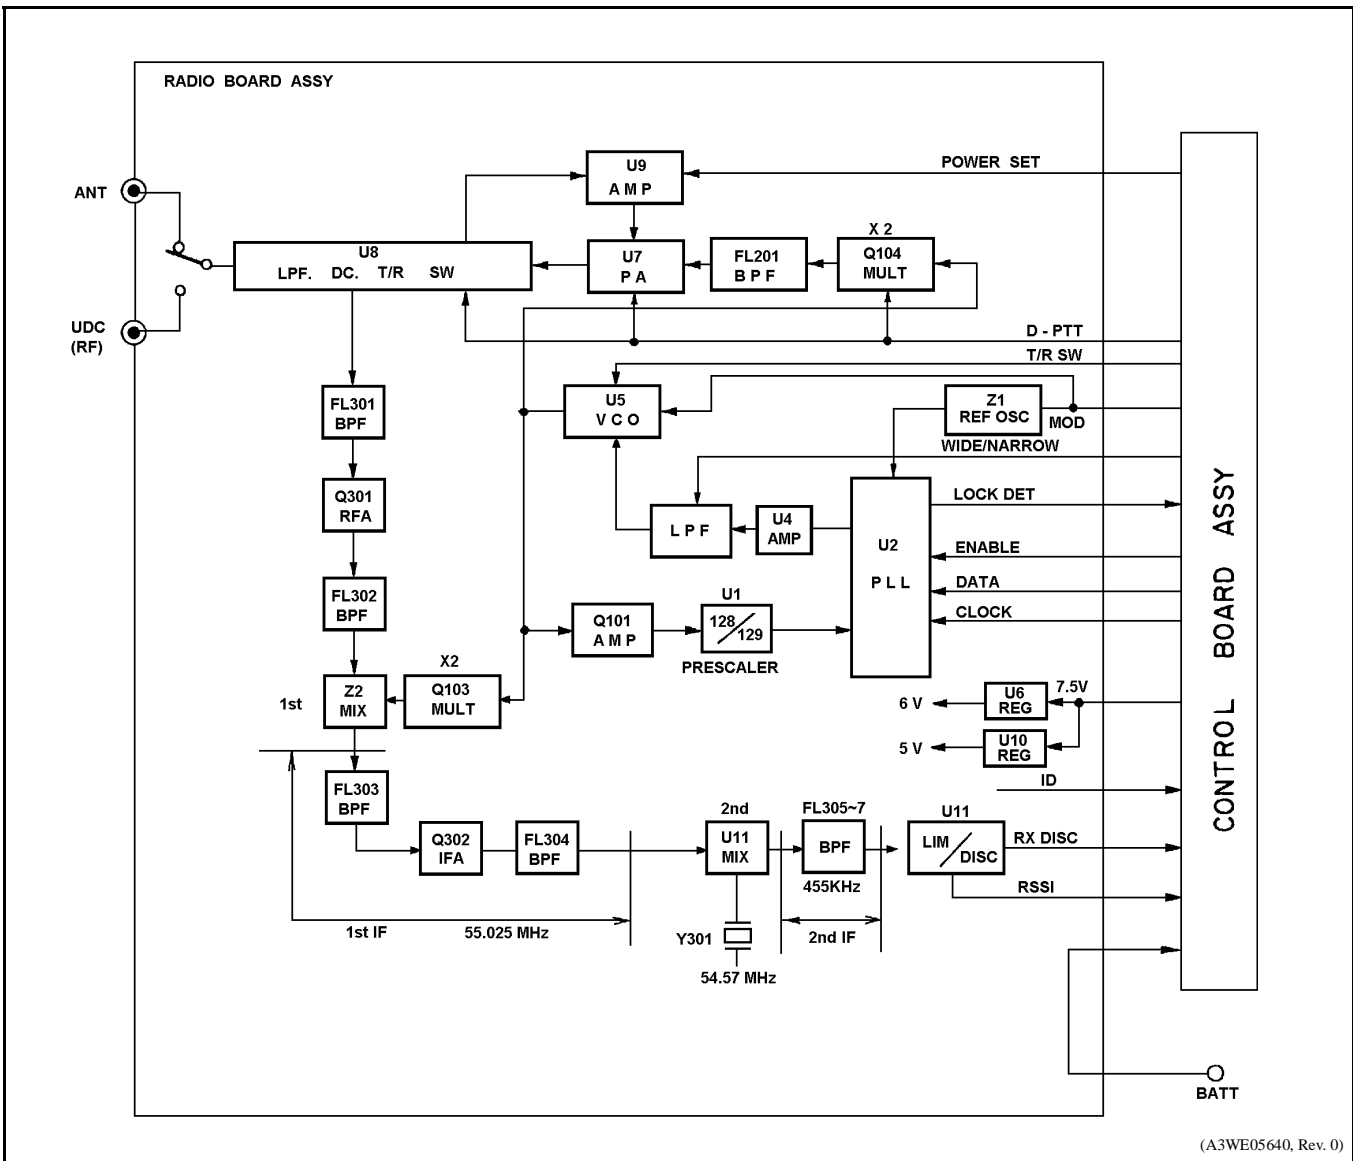 RADIO BOARD ASSY
ANT
UDC
(RF)
U9
AMP
POWER SET
U8
LPF. DC. T/R SW
U7
PA
FL201
BPF
X 2
Q104
MULT
D - PTT
T/R SW
FL301
BPF
U5
VCO
Z1
REF OSC
MOD
WIDE/NARROW
Q301
RFA
LPF
U4
AMP
U2
PLL
LOCK DET
ENABLE
DATA
CLOCK
FL302
BPF
Q101
AMP
U1
128/129
PRESCALER
1st
Z2
MIX
X2
Q103
MULT
6 V
U6
REG
7.5V
5 V
U10
REG
ID
CONTROL BOARD ASSY
FL303
BPF
Q302
IFA
FL304
BPF
2nd
U11
MIX
FL305~7
BPF
455KHz
U11
LIM/DISC
RX DISC
RSSI
1st IF 55.025 MHz
Y301
54.57 MHz
2nd IF
BATT
(A3WE05640, Rev. 0)